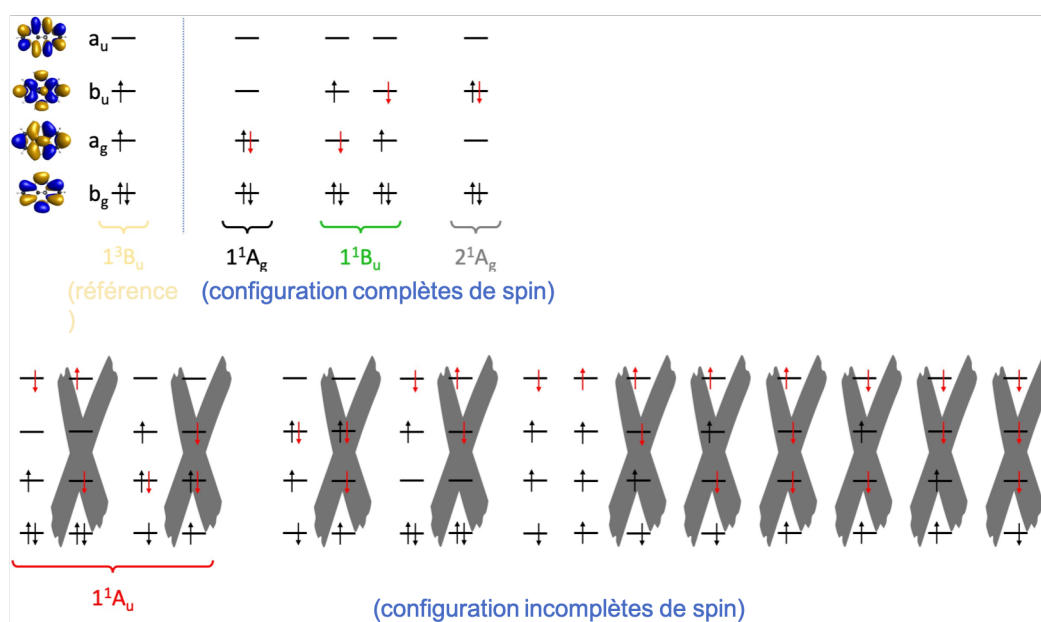 a_u
b_u
a_g
b_g
1³B_u 1¹A_g 1¹B_u 2¹A_g
(référence (configuration complètes de spin)
)
1¹A_u
(configuration incomplètes de spin)